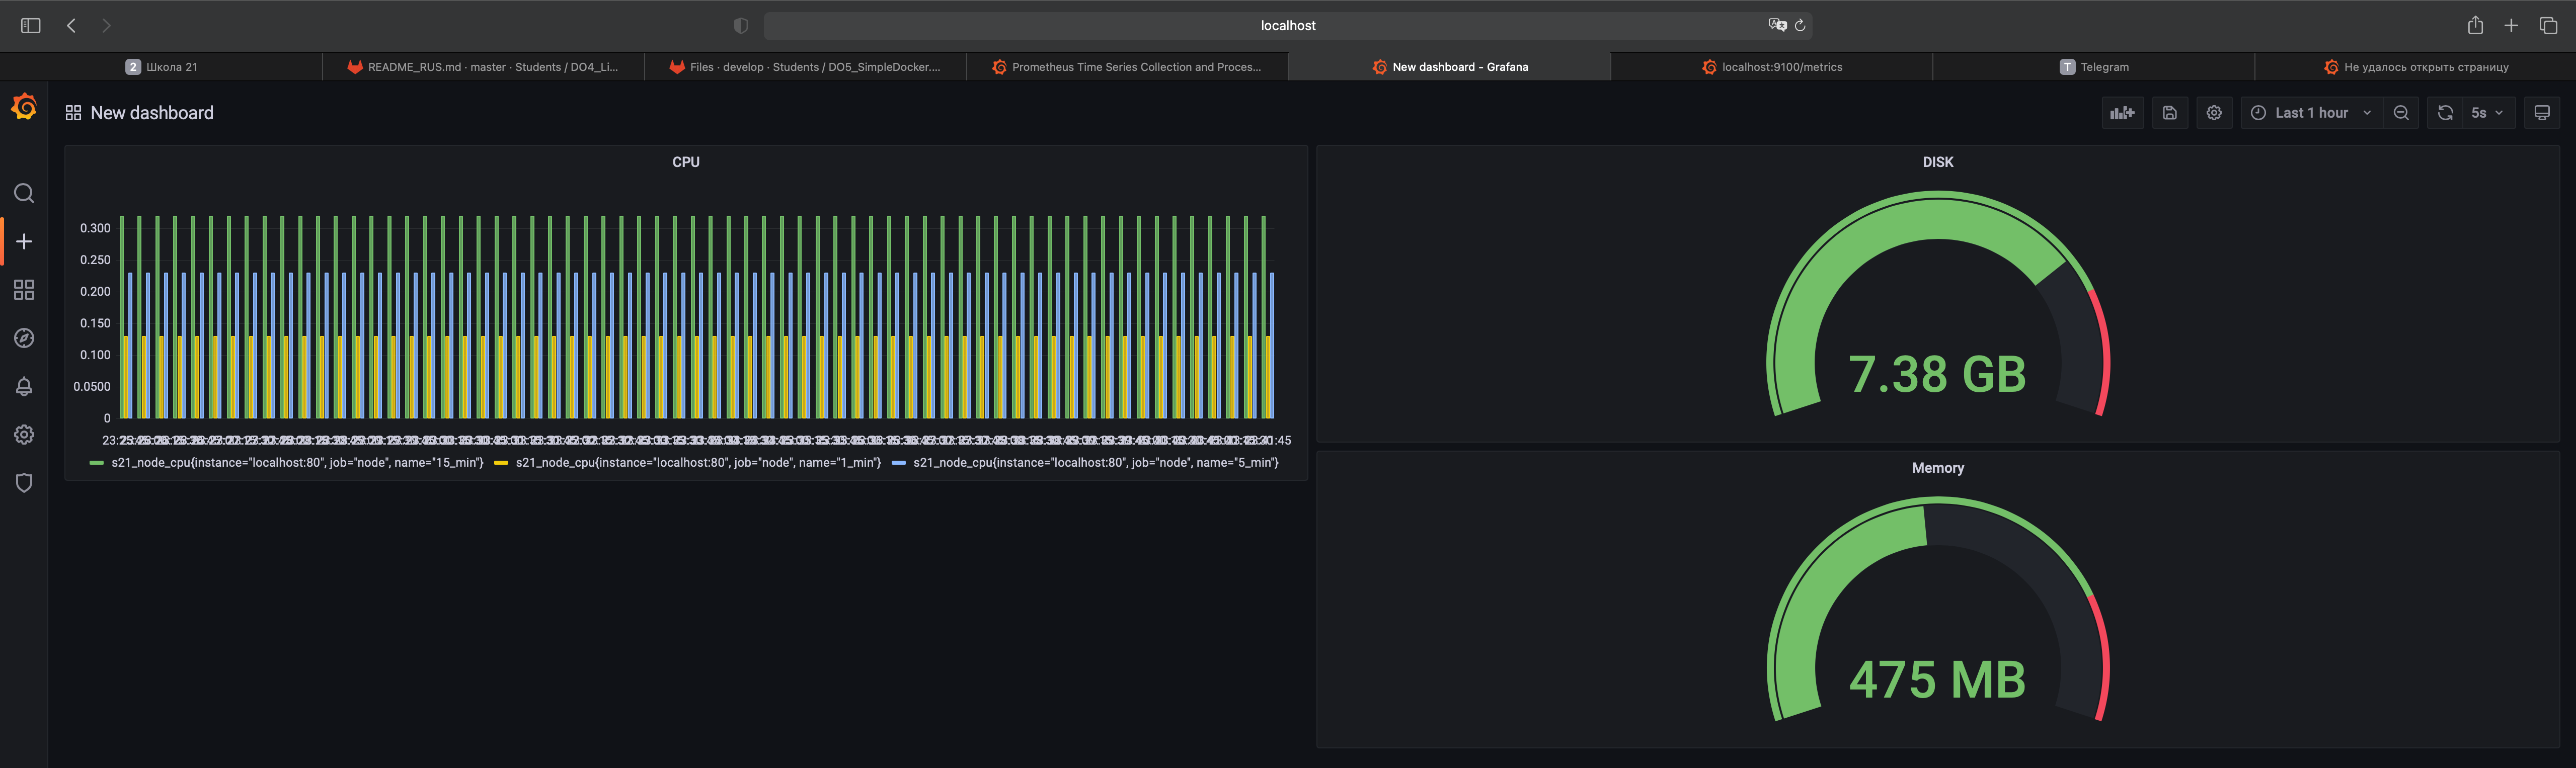 localhost
2 Школа 21
README_RUS.md · master · Students / DO4_Li...
Files · develop · Students / DO5_SimpleDocker....
Prometheus Time Series Collection and Proces...
New dashboard - Grafana
localhost:9100/metrics
T Telegram
Не удалось открыть страницу
New dashboard
Last 1 hour
5s
CPU
0.300
0.250
0.200
0.150
0.100
0.0500
0
s21_node_cpu{instance="localhost:80", job="node", name="15_min"}
s21_node_cpu{instance="localhost:80", job="node", name="1_min"}
s21_node_cpu{instance="localhost:80", job="node", name="5_min"}
DISK
7.38 GB
Memory
475 MB